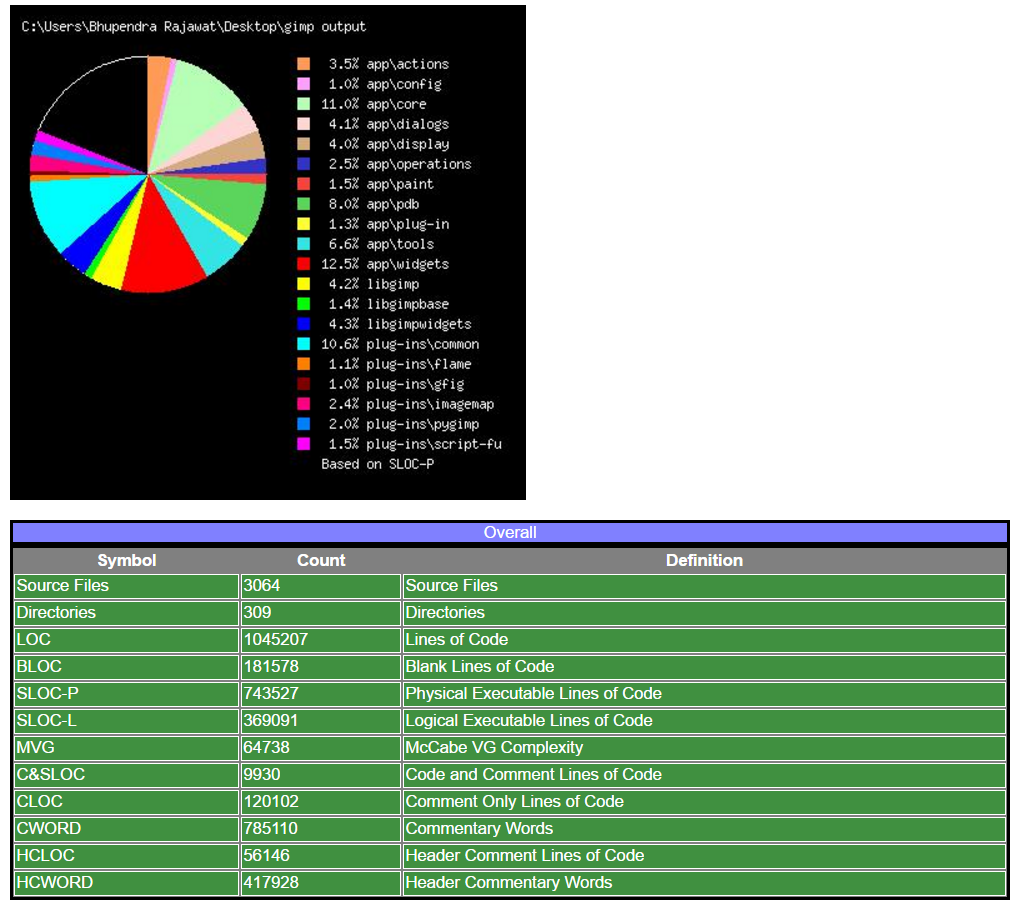 C:\Users\Bhupendra Rajawat\Desktop\gimp output
3.5% app\actions
1.0% app\config
11.0% app\core
4.1% app\dialogs
4.0% app\display
2.5% app\operations
1.5% app\paint
8.0% app\pdb
1.3% app\plug-in
6.6% app\tools
12.5% app\widgets
4.2% libgimp
1.4% libgimpbase
4.3% libgimpwidgets
10.6% plug-ins\common
1.1% plug-ins\flame
1.0% plug-ins\gfig
2.4% plug-ins\imagemap
2.0% plug-ins\pygimp
1.5% plug-ins\script-fu
Based on SLOC-P
Overall
Symbol Count Definition
Source Files 3064 Source Files
Directories 309 Directories
LOC 1045207 Lines of Code
BLOC 181578 Blank Lines of Code
SLOC-P 743527 Physical Executable Lines of Code
SLOC-L 369091 Logical Executable Lines of Code
MVG 64738 McCabe VG Complexity
C&SLOC 9930 Code and Comment Lines of Code
CLOC 120102 Comment Only Lines of Code
CWORD 785110 Commentary Words
HCLOC 56146 Header Comment Lines of Code
HCWORD 417928 Header Commentary Words